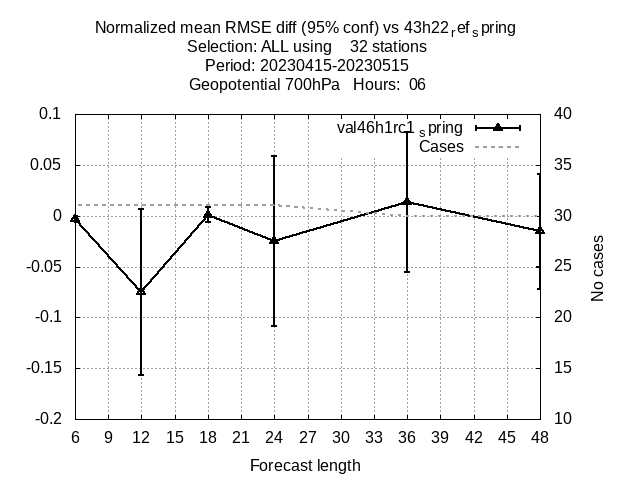 Normalized mean RMSE diff (95% conf) vs 43h22refspring
Selection: ALL using    32 stations
Period: 20230415-20230515
Geopotential 700hPa   Hours:  06
val46h1rc1spring
Cases
0.1
0.05
0
-0.05
-0.1
-0.15
-0.2
40
35
30
25
20
15
10
No cases
6 9 12 15 18 21 24 27 30 33 36 39 42 45 48
Forecast length